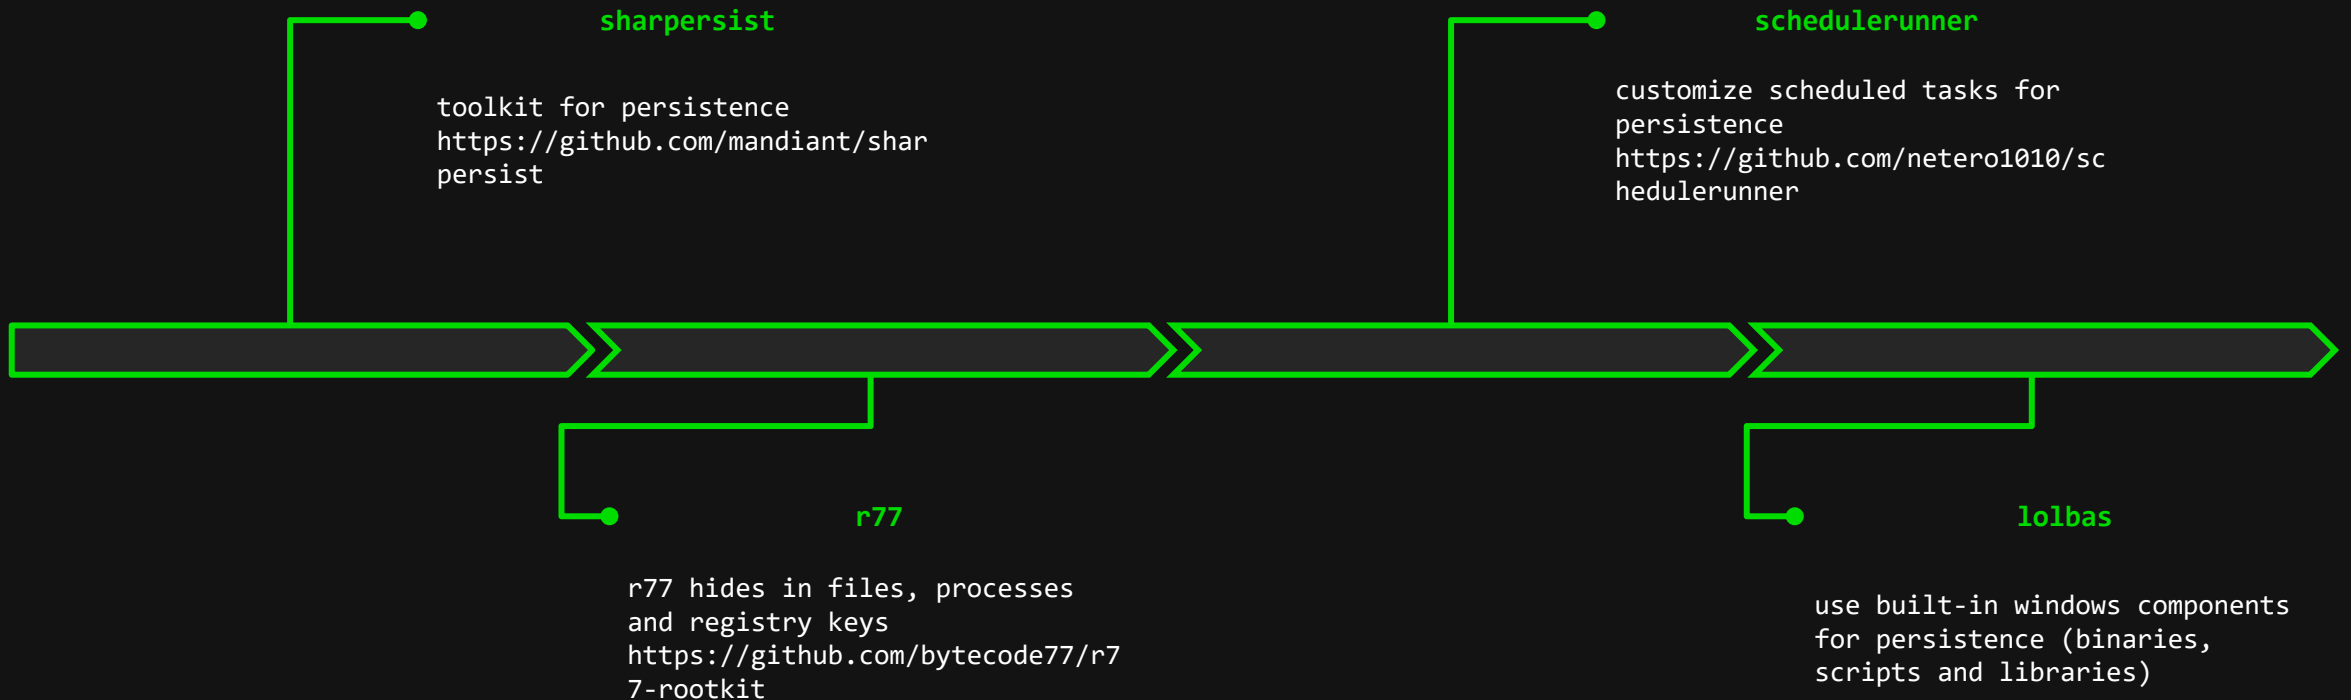 sharpersist
toolkit for persistence
https://github.com/mandiant/shar
persist
schedulerunner
customize scheduled tasks for
persistence
https://github.com/netero1010/sc
hedulerunner
r77
r77 hides in files, processes
and registry keys
https://github.com/bytecode77/r7
7-rootkit
lolbas
use built-in windows components
for persistence (binaries,
scripts and libraries)